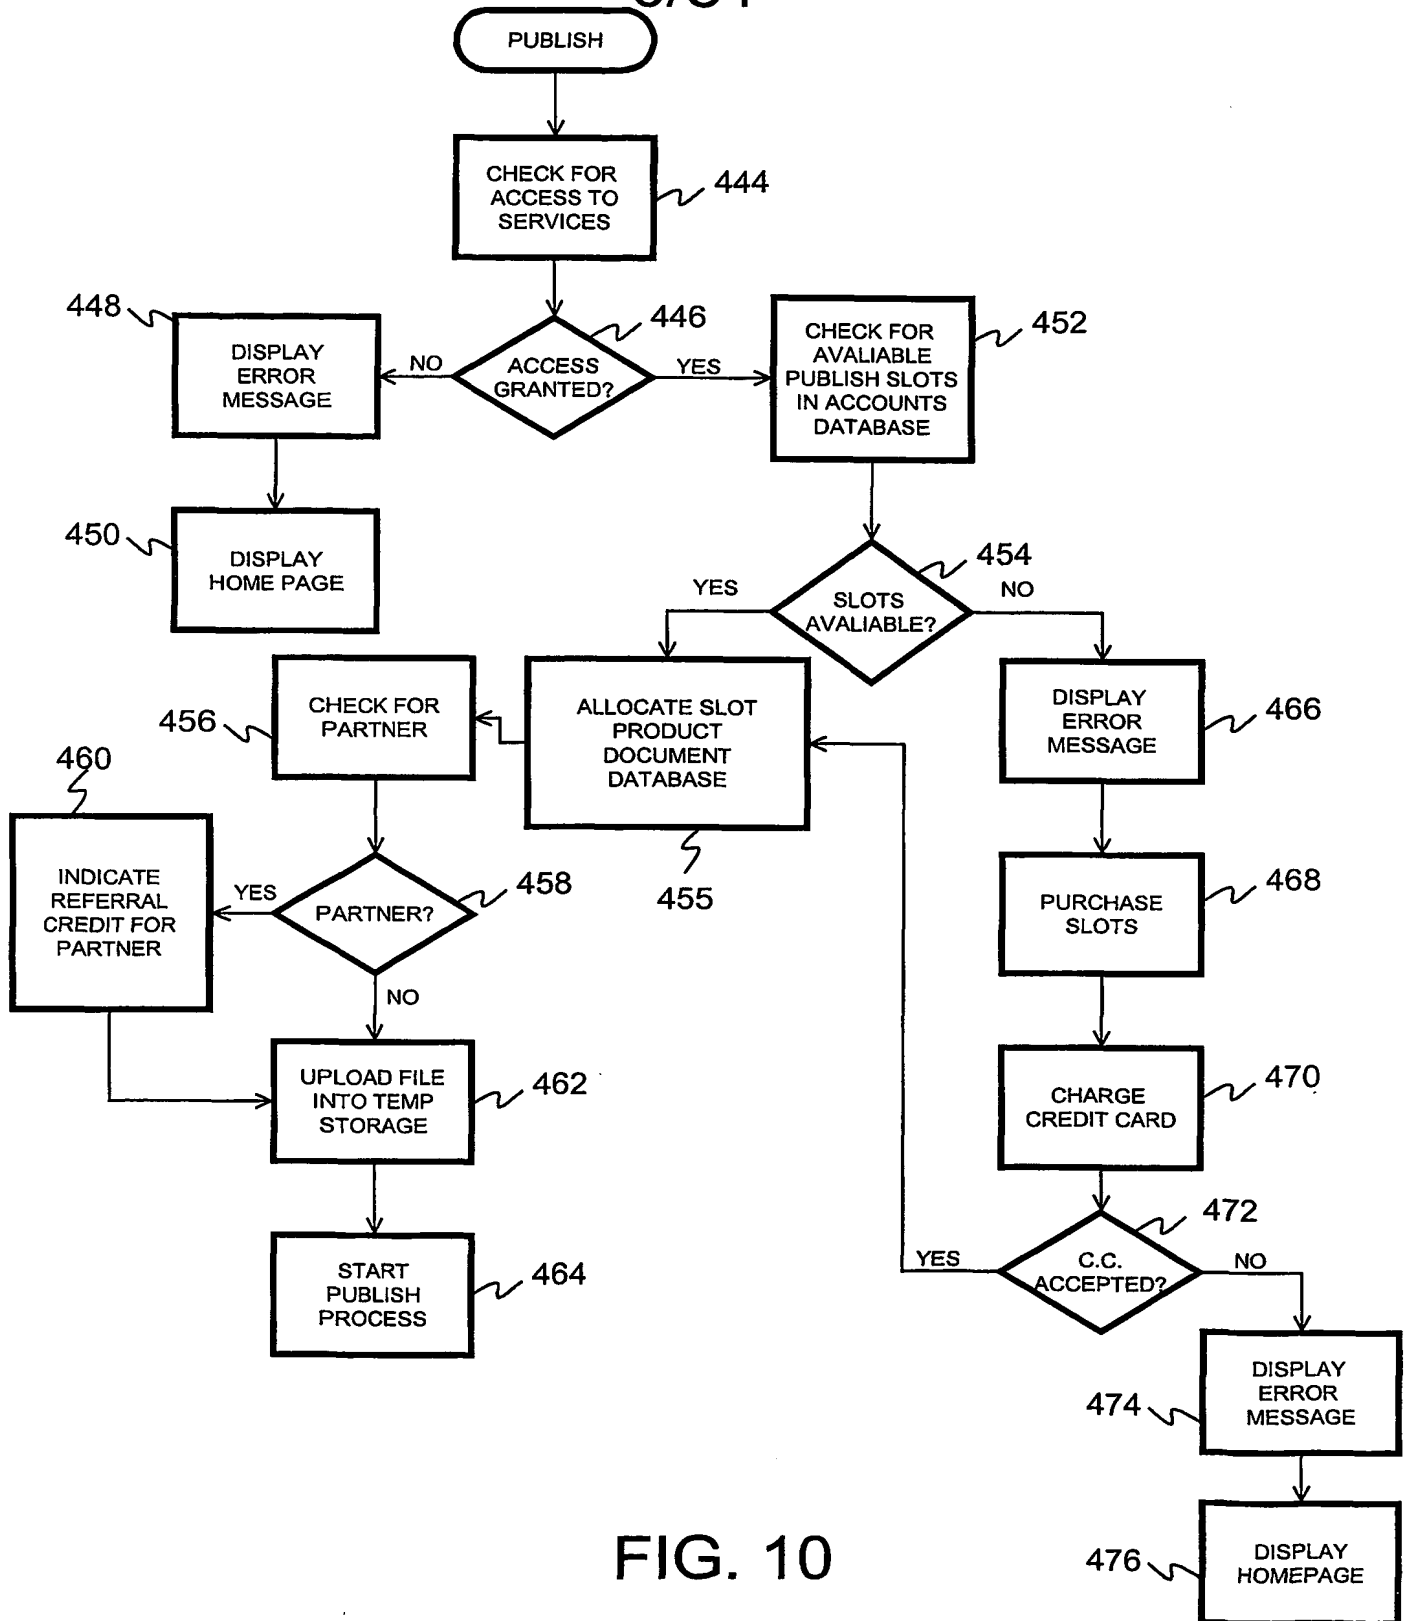 PUBLISH
CHECK FOR
ACCESS TO
SERVICES
444
448
DISPLAY
ERROR
MESSAGE
NO
446
ACCESS
GRANTED?
YES
CHECK FOR
AVALIABLE
PUBLISH SLOTS
IN ACCOUNTS
DATABASE
452
450
DISPLAY
HOME PAGE
454
YES
SLOTS
AVALIABLE?
NO
456
CHECK FOR
PARTNER
ALLOCATE SLOT
PRODUCT
DOCUMENT
DATABASE
455
DISPLAY
ERROR
MESSAGE
466
460
INDICATE
REFERRAL
CREDIT FOR
PARTNER
YES
PARTNER?
458
NO
PURCHASE
SLOTS
468
UPLOAD FILE
INTO TEMP
STORAGE
462
CHARGE
CREDIT CARD
470
START
PUBLISH
PROCESS
464
472
YES
C.C.
ACCEPTED?
NO
474
DISPLAY
ERROR
MESSAGE
476
DISPLAY
HOMEPAGE
FIG. 10